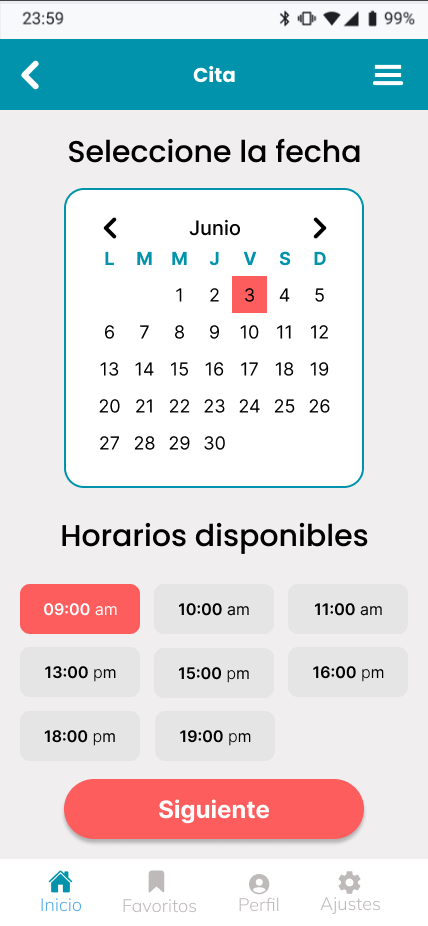 23:59 99%
Cita
Seleccione la fecha
Junio
L M M J V S D
1 2 3 4 5
6 7 8 9 10 11 12
13 14 15 16 17 18 19
20 21 22 23 24 25 26
27 28 29 30
Horarios disponibles
09:00 am 10:00 am 11:00 am
13:00 pm 15:00 pm 16:00 pm
18:00 pm 19:00 pm
Siguiente
Inicio Favoritos Perfil Ajustes